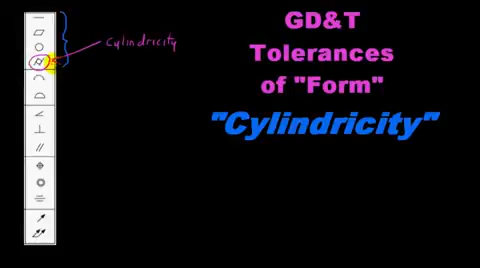 GD&T
Tolerances
of "Form"
"Cylindricity"
cylindricity